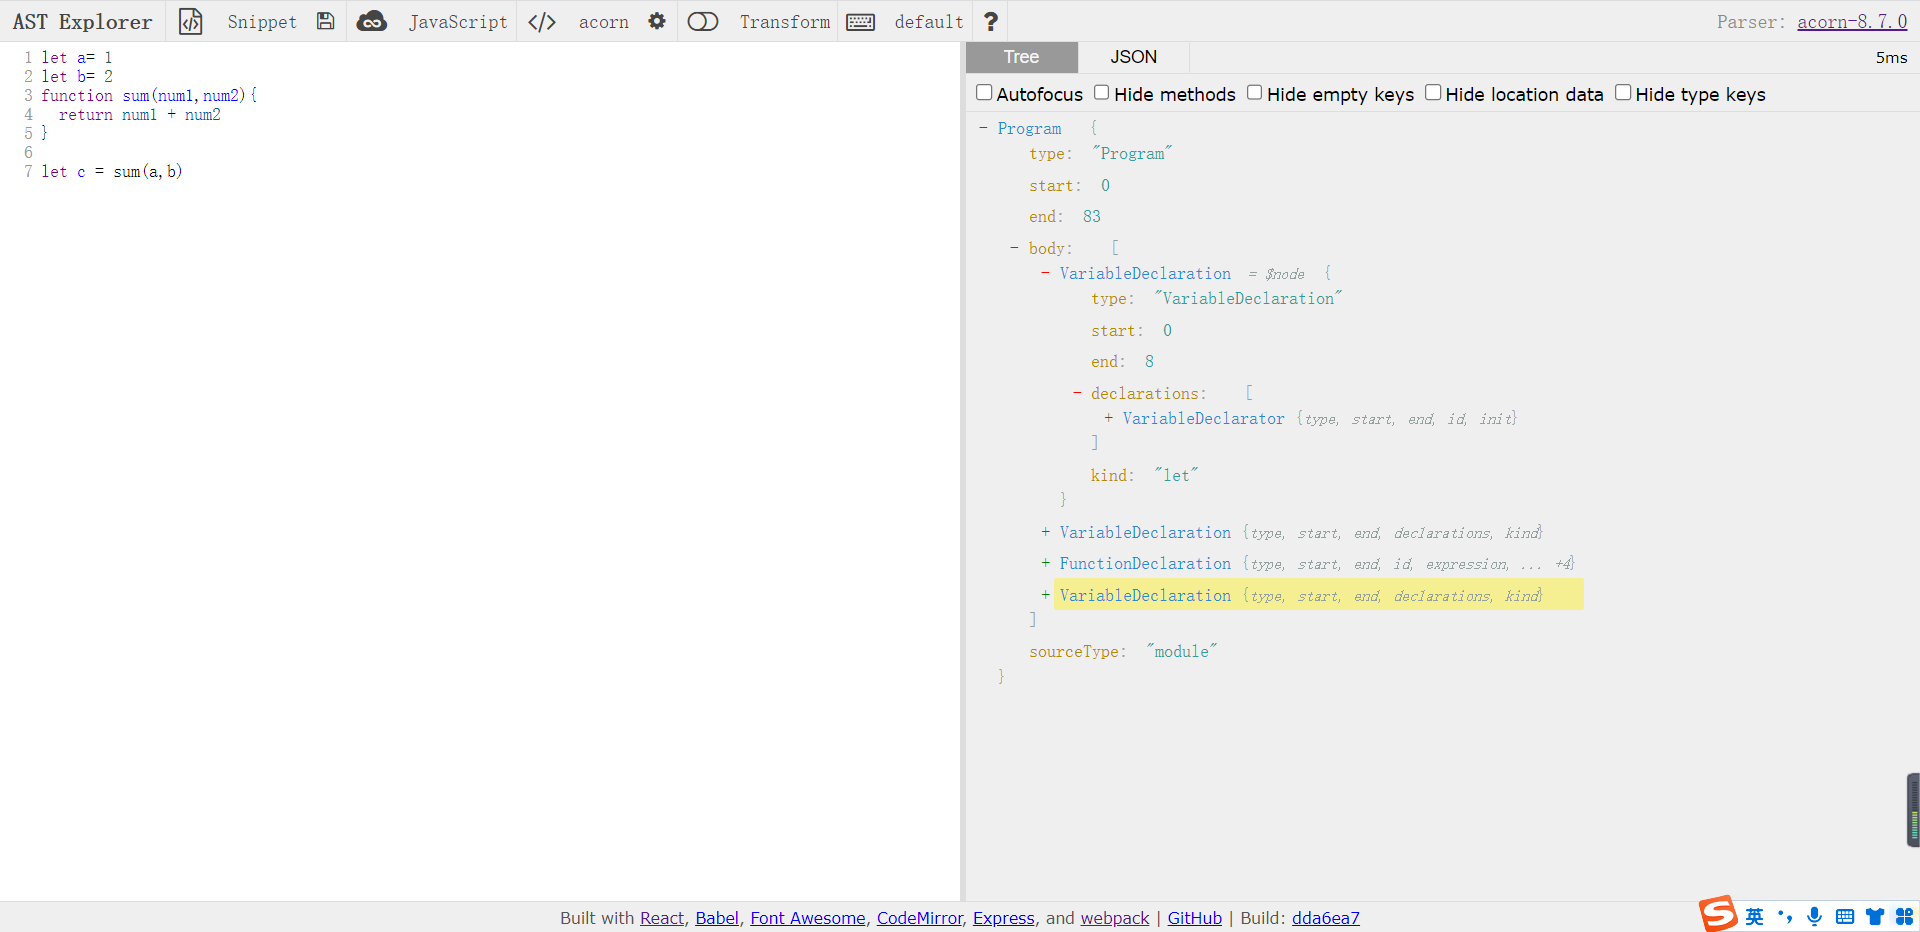 AST Explorer Snippet JavaScript </> acorn Transform default ? Parser: acorn-8.7.0
1 let a= 1
2 let b= 2
3 function sum(num1,num2){
4 return num1 + num2
5 }
6
7 let c = sum(a,b)
Tree JSON 5ms
Autofocus Hide methods Hide empty keys Hide location data Hide type keys
- Program {
type: "Program"
start: 0
end: 83
- body: [
- VariableDeclaration = $node {
type: "VariableDeclaration"
start: 0
end: 8
- declarations: [
+ VariableDeclarator {type, start, end, id, init}
]
kind: "let"
}
+ VariableDeclaration {type, start, end, declarations, kind}
+ FunctionDeclaration {type, start, end, id, expression, ... +4}
+ VariableDeclaration {type, start, end, declarations, kind}
]
sourceType: "module"
}
Built with React, Babel, Font Awesome, CodeMirror, Express, and webpack | GitHub | Build: dda6ea7
S 英